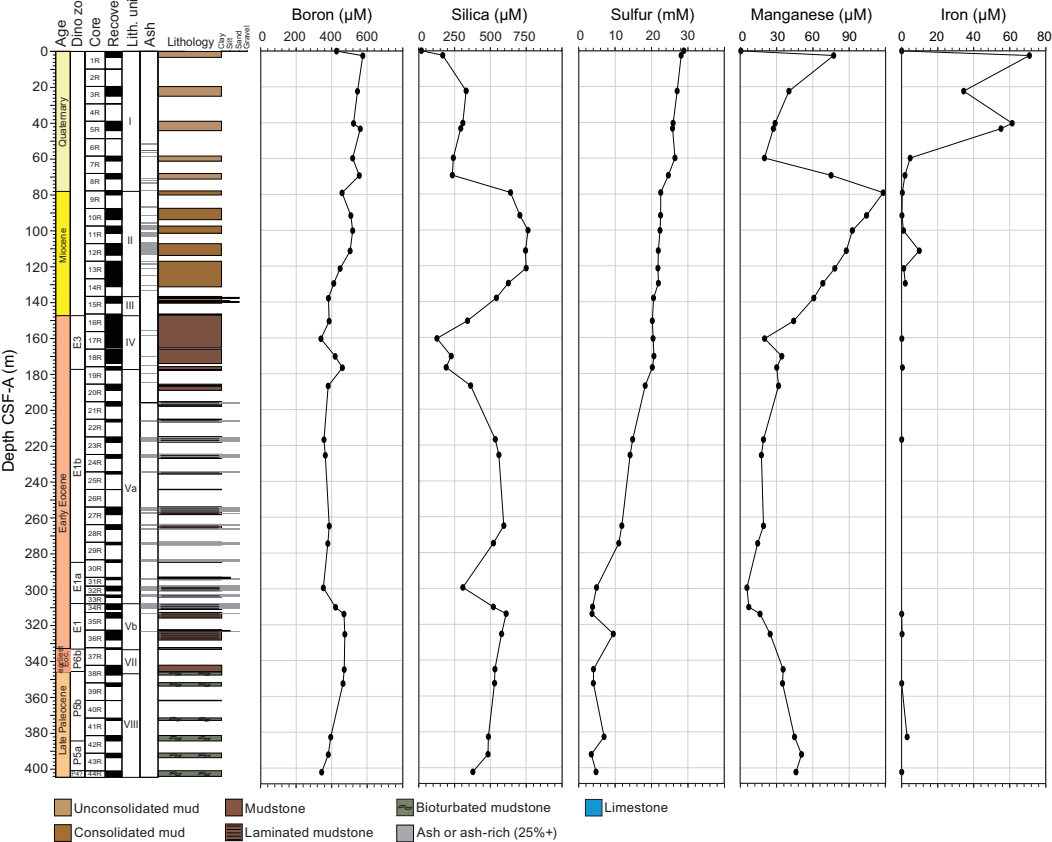 Boron (µM) Silica (µM) Sulfur (mM) Manganese (µM) Iron (µM)
Age Dino Core Recove Lith. uni Ash Lithology Clay Silt Sand Gravel
0 200 400 600 0 250 500 750 0 10 20 30 40 0 30 60 90 0 20 40 60 80
Depth CSF-A (m)
0
20
40
60
80
100
120
140
160
180
200
220
240
260
280
300
320
340
360
380
400
Quaternary
Miocene
Early Eocene
Late Paleocene
E3
E1b
E1a
E1
P6b
P5b
P5a
1R
2R
3R
4R
5R
6R
7R
8R
9R
10R
11R
12R
13R
14R
15R
16R
17R
18R
19R
20R
21R
22R
23R
24R
25R
26R
27R
28R
29R
30R
31R
32R
33R
34R
35R
36R
37R
38R
39R
40R
41R
42R
43R
44R
I
II
III
IV
Va
Vb
VII
VIII
Unconsolidated mud Mudstone Bioturbated mudstone Limestone
Consolidated mud Laminated mudstone Ash or ash-rich (25%+)